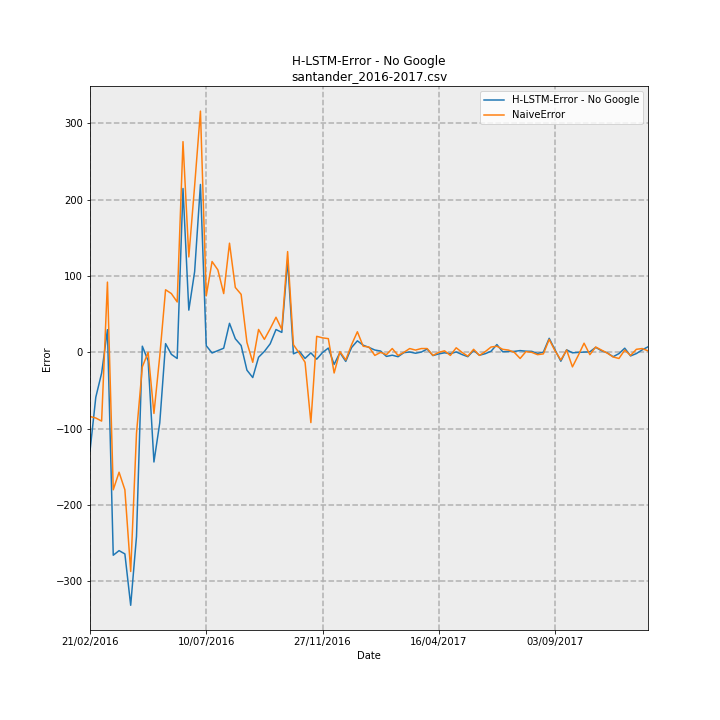 H-LSTM-Error - No Google
santander_2016-2017.csv
H-LSTM-Error - No Google
NaiveError
Error
300
200
100
0
−100
−200
−300
21/02/2016
10/07/2016
27/11/2016
16/04/2017
03/09/2017
Date